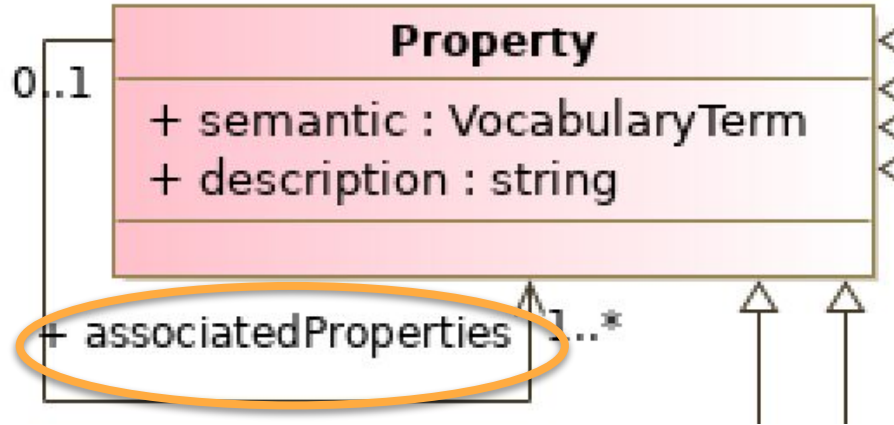 Property
0..1
+ semantic : VocabularyTerm
+ description : string
+ associatedProperties
1..*